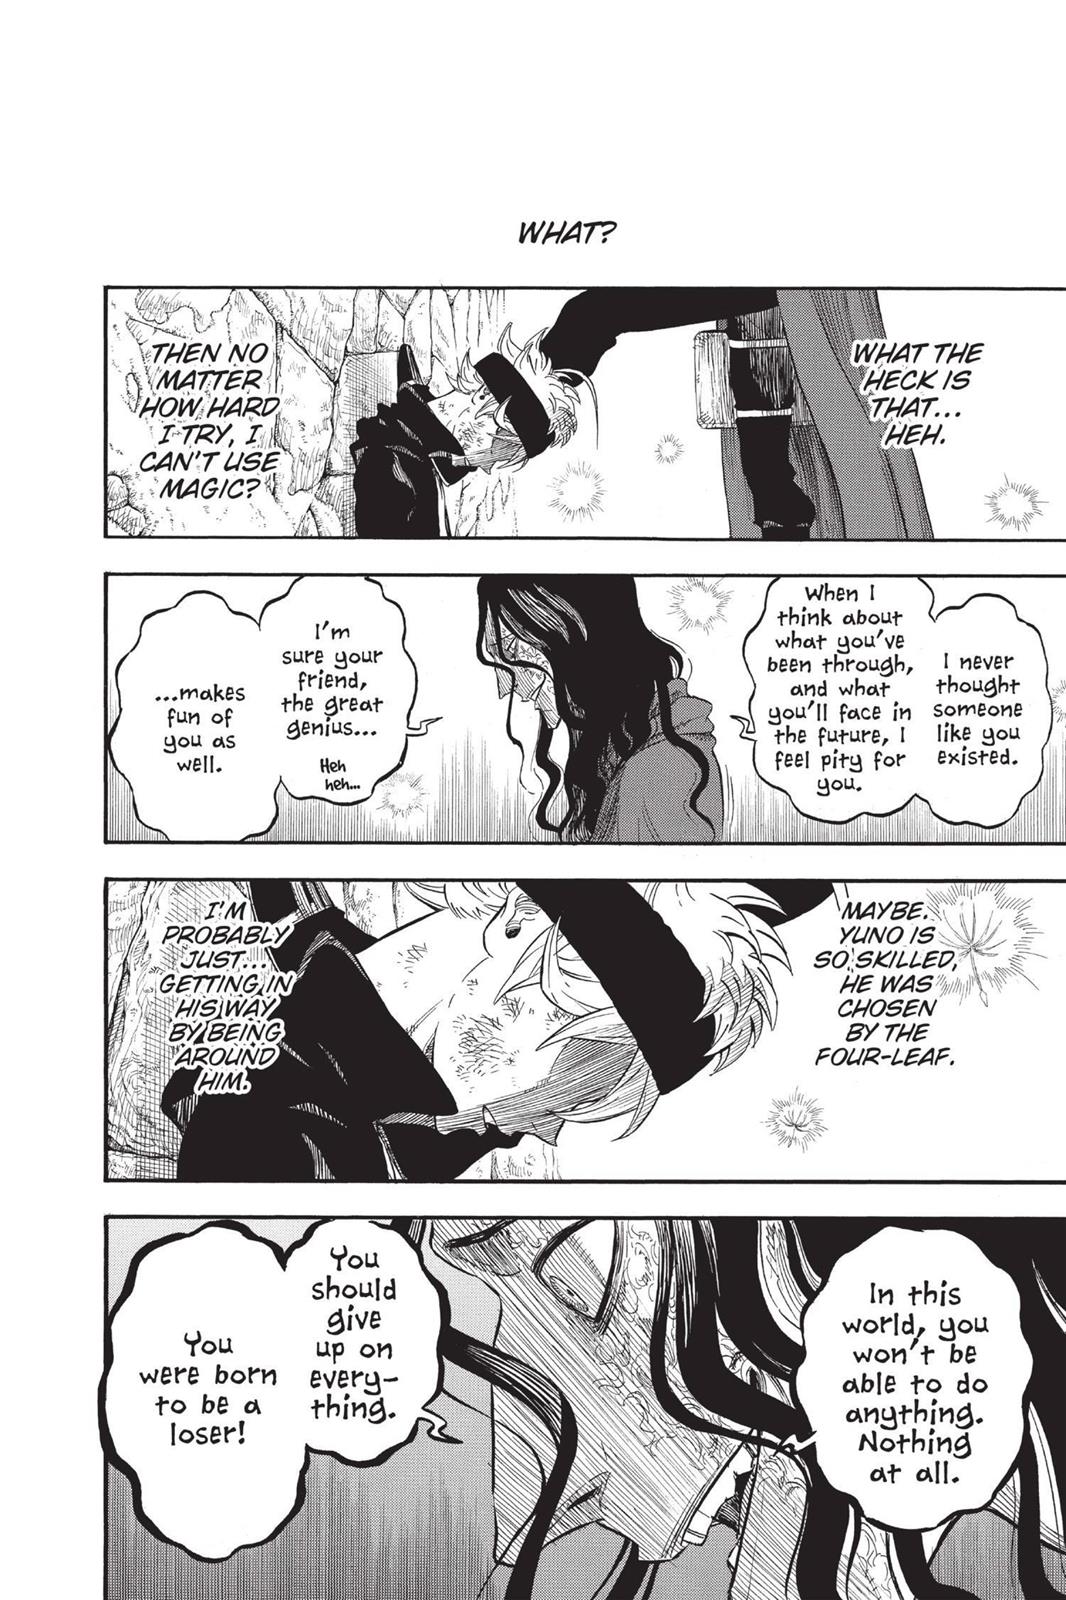 WHAT?
WHAT THE
HECK IS
THAT...
HEH.
THEN NO
MATTER
HOW HARD
I TRY, I
CAN'T USE
MAGIC?
I never
thought
someone
like you
existed.
When I
think about
what you've
been through,
and what
you'll face in
the future, I
feel pity for
you.
I'm
sure your
friend,
the great
genius...
Heh
heh...
...makes
fun of
you as
well.
MAYBE.
YUNO IS
SO SKILLED,
HE WAS
CHOSEN
BY THE
FOUR-LEAF.
I'M
PROBABLY
JUST...
GETTING IN
HIS WAY
BY BEING
AROUND
HIM.
In this
world, you
won't be
able to do
anything.
Nothing
at all.
You
should
give
up on
every-
thing.
You
were born
to be a
loser!